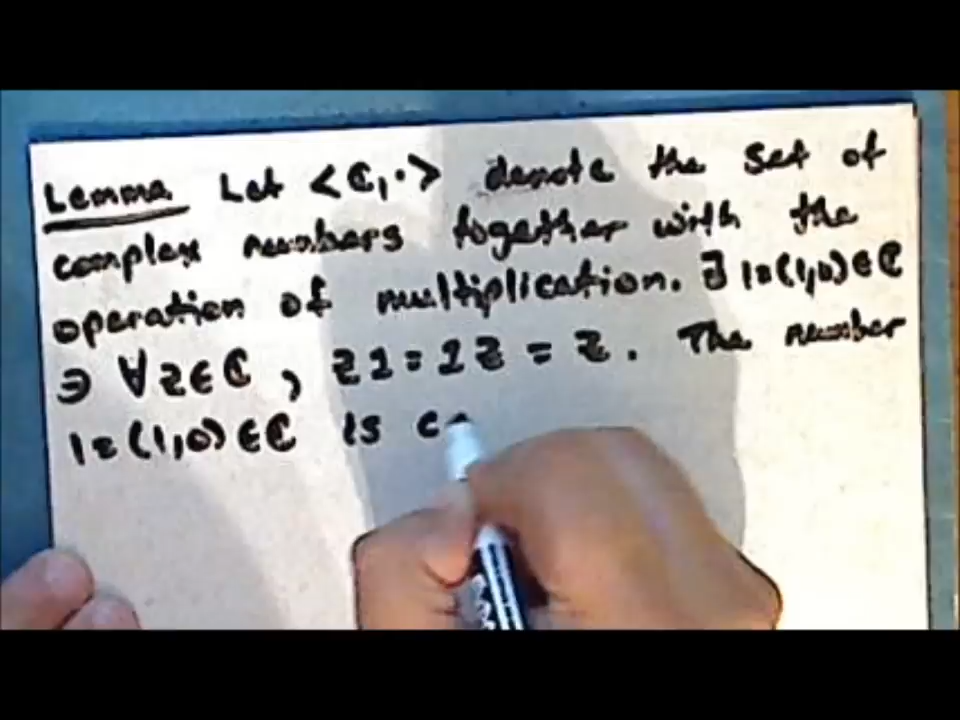 Lemma Let <ℂ,·> denote the set of
complex numbers together with the
operation of multiplication. ∃ 1=(1,0)∈ℂ
∋ ∀z∈ℂ, z1=1z=z. The number
1=(1,0)∈ℂ is c